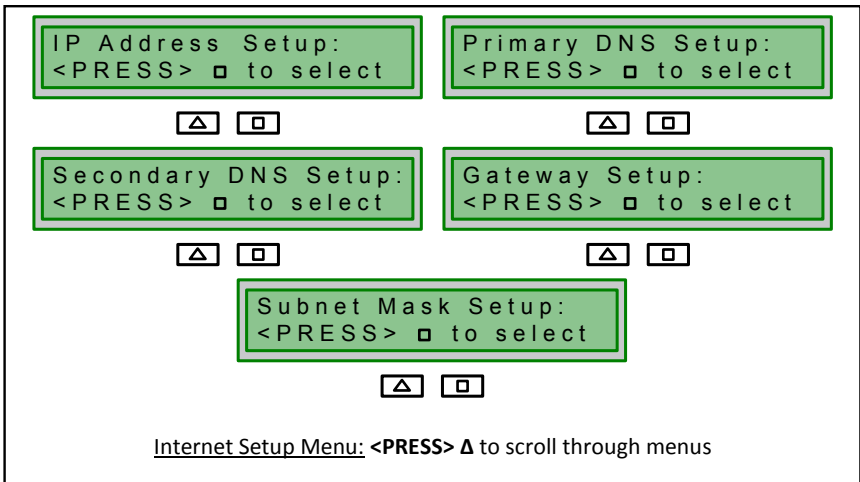 IP Address Setup:
<PRESS> □ to select
Primary DNS Setup:
<PRESS> □ to select
Secondary DNS Setup:
<PRESS> □ to select
Gateway Setup:
<PRESS> □ to select
Subnet Mask Setup:
<PRESS> □ to select
Internet Setup Menu: <PRESS> Δ to scroll through menus